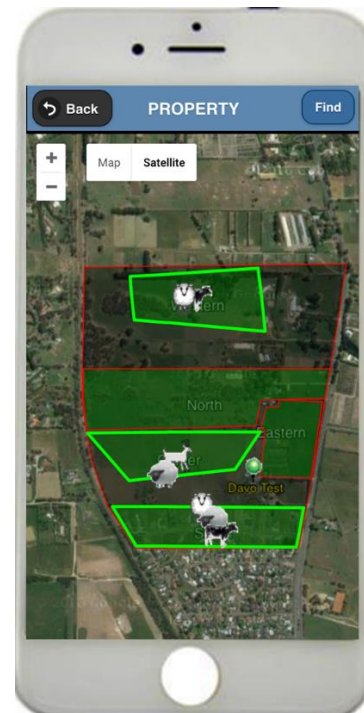 Back
PROPERTY
Find
+
Map
Satellite
−
North
Eastern
Davo Test